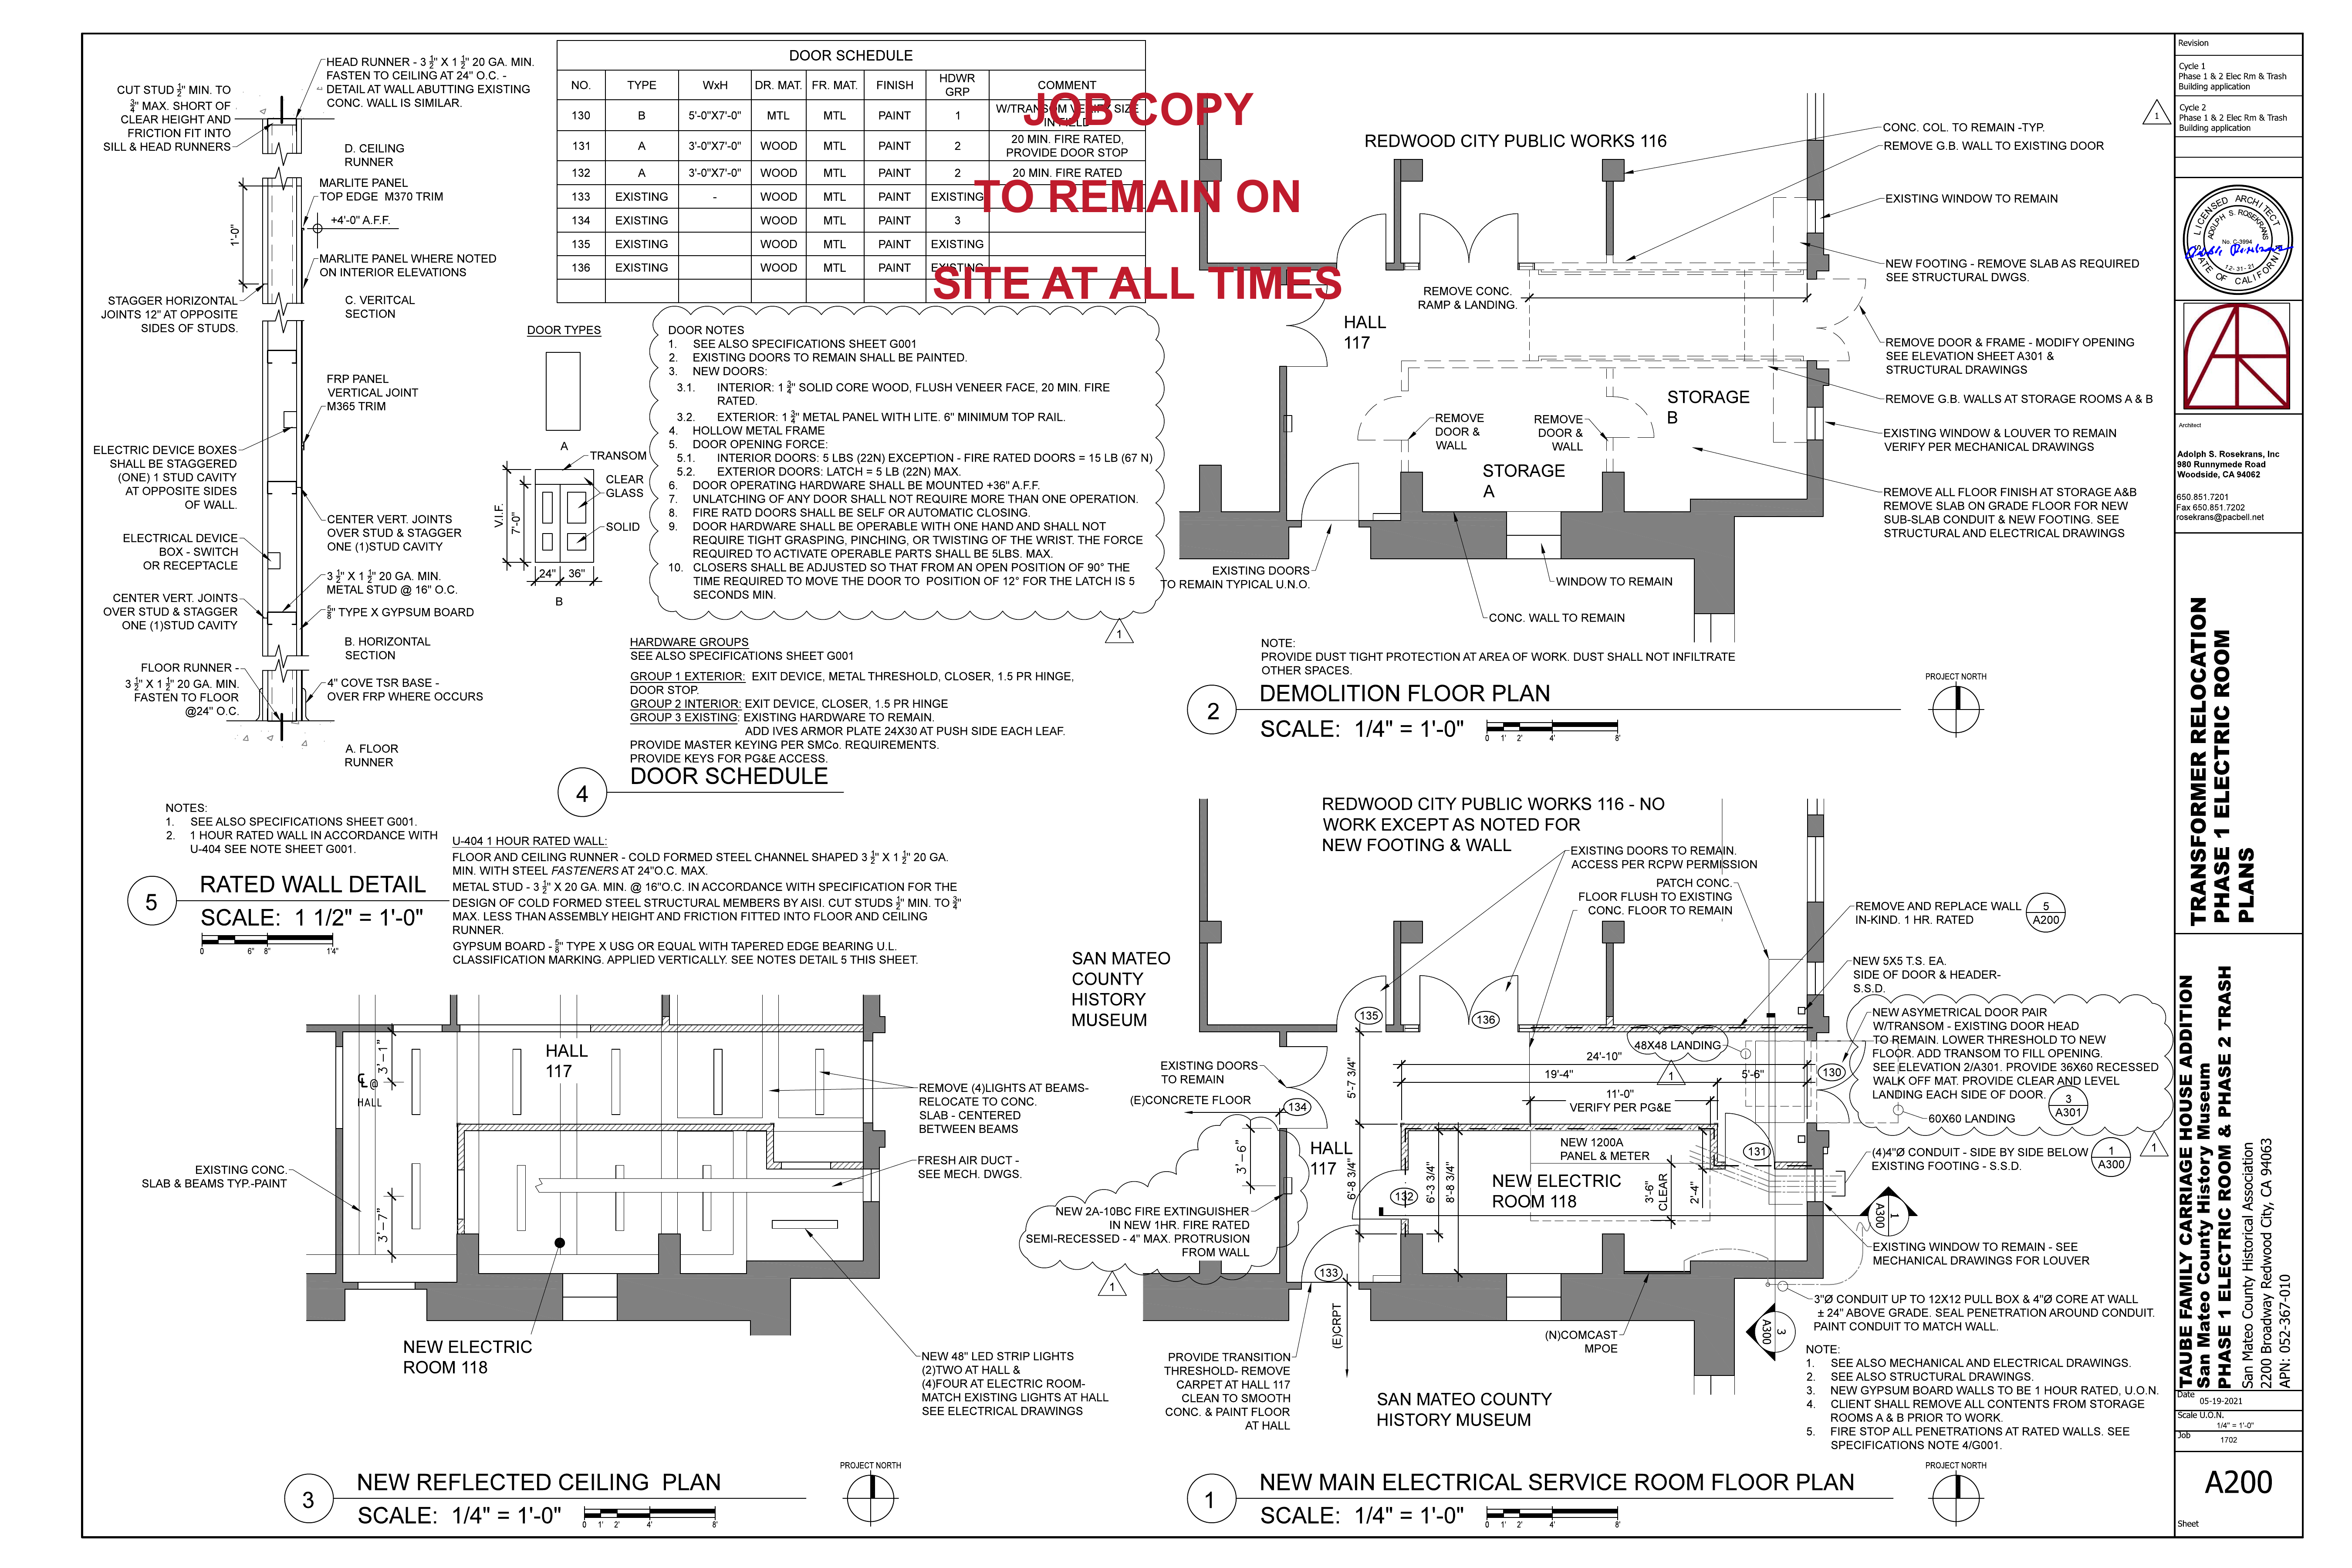 CUT STUD 1/2" MIN. TO
3/4" MAX. SHORT OF
CLEAR HEIGHT AND
FRICTION FIT INTO
SILL & HEAD RUNNERS
HEAD RUNNER - 3 1/2" X 1 1/2" 20 GA. MIN.
FASTEN TO CEILING AT 24" O.C. -
DETAIL AT WALL ABUTTING EXISTING
CONC. WALL IS SIMILAR.
D. CEILING
RUNNER
MARLITE PANEL
TOP EDGE M370 TRIM
+4'-0" A.F.F.
1'-0"
MARLITE PANEL WHERE NOTED
ON INTERIOR ELEVATIONS
STAGGER HORIZONTAL
JOINTS 12" AT OPPOSITE
SIDES OF STUDS.
C. VERITCAL
SECTION
FRP PANEL
VERTICAL JOINT
M365 TRIM
ELECTRIC DEVICE BOXES
SHALL BE STAGGERED
(ONE) 1 STUD CAVITY
AT OPPOSITE SIDES
OF WALL.
CENTER VERT. JOINTS
OVER STUD & STAGGER
ONE (1)STUD CAVITY
ELECTRICAL DEVICE
BOX - SWITCH
OR RECEPTACLE
3 1/2" X 1 1/2" 20 GA. MIN.
METAL STUD @ 16" O.C.
CENTER VERT. JOINTS
OVER STUD & STAGGER
ONE (1)STUD CAVITY
5/8" TYPE X GYPSUM BOARD
B. HORIZONTAL
SECTION
FLOOR RUNNER -
3 1/2" X 1 1/2" 20 GA. MIN.
FASTEN TO FLOOR
@24" O.C.
4" COVE TSR BASE -
OVER FRP WHERE OCCURS
A. FLOOR
RUNNER
NOTES:
1. SEE ALSO SPECIFICATIONS SHEET G001.
2. 1 HOUR RATED WALL IN ACCORDANCE WITH
U-404 SEE NOTE SHEET G001.
5
RATED WALL DETAIL
SCALE: 1 1/2" = 1'-0"
0 6" 8" 1'4"
DOOR SCHEDULE
NO. TYPE WxH DR. MAT. FR. MAT. FINISH HDWR GRP COMMENT
130 B 5'-0"X7'-0" MTL MTL PAINT 1 W/TRANSOM VERIFY SIZE IN FIELD
131 A 3'-0"X7'-0" WOOD MTL PAINT 2 20 MIN. FIRE RATED, PROVIDE DOOR STOP
132 A 3'-0"X7'-0" WOOD MTL PAINT 2 20 MIN. FIRE RATED
133 EXISTING - WOOD MTL PAINT EXISTING
134 EXISTING WOOD MTL PAINT 3
135 EXISTING WOOD MTL PAINT EXISTING
136 EXISTING WOOD MTL PAINT EXISTING
JOB COPY
TO REMAIN ON
SITE AT ALL TIMES
DOOR TYPES
A
TRANSOM
CLEAR
GLASS
SOLID
V.I.F.
7'-0"
24" 36"
B
DOOR NOTES
1. SEE ALSO SPECIFICATIONS SHEET G001
2. EXISTING DOORS TO REMAIN SHALL BE PAINTED.
3. NEW DOORS:
3.1. INTERIOR: 1 3/4" SOLID CORE WOOD, FLUSH VENEER FACE, 20 MIN. FIRE
RATED.
3.2. EXTERIOR: 1 3/4" METAL PANEL WITH LITE. 6" MINIMUM TOP RAIL.
4. HOLLOW METAL FRAME
5. DOOR OPENING FORCE:
5.1. INTERIOR DOORS: 5 LBS (22N) EXCEPTION - FIRE RATED DOORS = 15 LB (67 N)
5.2. EXTERIOR DOORS: LATCH = 5 LB (22N) MAX.
6. DOOR OPERATING HARDWARE SHALL BE MOUNTED +36" A.F.F.
7. UNLATCHING OF ANY DOOR SHALL NOT REQUIRE MORE THAN ONE OPERATION.
8. FIRE RATD DOORS SHALL BE SELF OR AUTOMATIC CLOSING.
9. DOOR HARDWARE SHALL BE OPERABLE WITH ONE HAND AND SHALL NOT
REQUIRE TIGHT GRASPING, PINCHING, OR TWISTING OF THE WRIST. THE FORCE
REQUIRED TO ACTIVATE OPERABLE PARTS SHALL BE 5LBS. MAX.
10. CLOSERS SHALL BE ADJUSTED SO THAT FROM AN OPEN POSITION OF 90° THE
TIME REQUIRED TO MOVE THE DOOR TO POSITION OF 12° FOR THE LATCH IS 5
SECONDS MIN.
1
HARDWARE GROUPS
SEE ALSO SPECIFICATIONS SHEET G001
GROUP 1 EXTERIOR: EXIT DEVICE, METAL THRESHOLD, CLOSER, 1.5 PR HINGE,
DOOR STOP.
GROUP 2 INTERIOR: EXIT DEVICE, CLOSER, 1.5 PR HINGE
GROUP 3 EXISTING: EXISTING HARDWARE TO REMAIN.
ADD IVES ARMOR PLATE 24X30 AT PUSH SIDE EACH LEAF.
PROVIDE MASTER KEYING PER SMCo. REQUIREMENTS.
PROVIDE KEYS FOR PG&E ACCESS.
4
DOOR SCHEDULE
U-404 1 HOUR RATED WALL:
FLOOR AND CEILING RUNNER - COLD FORMED STEEL CHANNEL SHAPED 3 1/2" X 1 1/2" 20 GA.
MIN. WITH STEEL FASTENERS AT 24"O.C. MAX.
METAL STUD - 3 1/2" X 20 GA. MIN. @ 16"O.C. IN ACCORDANCE WITH SPECIFICATION FOR THE
DESIGN OF COLD FORMED STEEL STRUCTURAL MEMBERS BY AISI. CUT STUDS 1/2" MIN. TO 3/4"
MAX. LESS THAN ASSEMBLY HEIGHT AND FRICTION FITTED INTO FLOOR AND CEILING
RUNNER.
GYPSUM BOARD - 5/8" TYPE X USG OR EQUAL WITH TAPERED EDGE BEARING U.L.
CLASSIFICATION MARKING. APPLIED VERTICALLY. SEE NOTES DETAIL 5 THIS SHEET.
REDWOOD CITY PUBLIC WORKS 116
CONC. COL. TO REMAIN -TYP.
REMOVE G.B. WALL TO EXISTING DOOR
EXISTING WINDOW TO REMAIN
NEW FOOTING - REMOVE SLAB AS REQUIRED
SEE STRUCTURAL DWGS.
REMOVE CONC.
RAMP & LANDING.
HALL
117
REMOVE DOOR & FRAME - MODIFY OPENING
SEE ELEVATION SHEET A301 &
STRUCTURAL DRAWINGS
REMOVE G.B. WALLS AT STORAGE ROOMS A & B
STORAGE
B
REMOVE
DOOR &
WALL
REMOVE
DOOR &
WALL
EXISTING WINDOW & LOUVER TO REMAIN
VERIFY PER MECHANICAL DRAWINGS
STORAGE
A
REMOVE ALL FLOOR FINISH AT STORAGE A&B
REMOVE SLAB ON GRADE FLOOR FOR NEW
SUB-SLAB CONDUIT & NEW FOOTING. SEE
STRUCTURAL AND ELECTRICAL DRAWINGS
EXISTING DOORS
TO REMAIN TYPICAL U.N.O.
WINDOW TO REMAIN
CONC. WALL TO REMAIN
NOTE:
PROVIDE DUST TIGHT PROTECTION AT AREA OF WORK. DUST SHALL NOT INFILTRATE
OTHER SPACES.
2
DEMOLITION FLOOR PLAN
SCALE: 1/4" = 1'-0"
0 1' 2' 4' 8'
PROJECT NORTH
HALL
117
3'-1"
CL @
HALL
3'-7"
REMOVE (4)LIGHTS AT BEAMS-
RELOCATE TO CONC.
SLAB - CENTERED
BETWEEN BEAMS
FRESH AIR DUCT -
SEE MECH. DWGS.
EXISTING CONC.
SLAB & BEAMS TYP.-PAINT
NEW ELECTRIC
ROOM 118
NEW 48" LED STRIP LIGHTS
(2)TWO AT HALL &
(4)FOUR AT ELECTRIC ROOM-
MATCH EXISTING LIGHTS AT HALL
SEE ELECTRICAL DRAWINGS
3
NEW REFLECTED CEILING PLAN
SCALE: 1/4" = 1'-0"
0 1' 2' 4' 8'
PROJECT NORTH
REDWOOD CITY PUBLIC WORKS 116 - NO
WORK EXCEPT AS NOTED FOR
NEW FOOTING & WALL
EXISTING DOORS TO REMAIN.
ACCESS PER RCPW PERMISSION
PATCH CONC.
FLOOR FLUSH TO EXISTING
CONC. FLOOR TO REMAIN
REMOVE AND REPLACE WALL
IN-KIND. 1 HR. RATED
5
A200
SAN MATEO
COUNTY
HISTORY
MUSEUM
NEW 5X5 T.S. EA.
SIDE OF DOOR & HEADER-
S.S.D.
135
136
48X48 LANDING
24'-10"
19'-4"
1
5'-6"
130
11'-0"
VERIFY PER PG&E
5'-7 3/4"
NEW ASYMETRICAL DOOR PAIR
W/TRANSOM - EXISTING DOOR HEAD
TO REMAIN. LOWER THRESHOLD TO NEW
FLOOR. ADD TRANSOM TO FILL OPENING.
SEE ELEVATION 2/A301. PROVIDE 36X60 RECESSED
WALK OFF MAT. PROVIDE CLEAR AND LEVEL
LANDING EACH SIDE OF DOOR.
3
A301
60X60 LANDING
1
EXISTING DOORS
TO REMAIN
(E)CONCRETE FLOOR
134
3'-6"
HALL
117
NEW 1200A
PANEL & METER
131
(4)4"Ø CONDUIT - SIDE BY SIDE BELOW
EXISTING FOOTING - S.S.D.
1
A300
6'-8 3/4"
132
6'-3 3/4"
8'-8 3/4"
NEW ELECTRIC
ROOM 118
3'-6"
CLEAR
2'-4"
NEW 2A-10BC FIRE EXTINGUISHER
IN NEW 1HR. FIRE RATED
SEMI-RECESSED - 4" MAX. PROTRUSION
FROM WALL
1
1
A300
EXISTING WINDOW TO REMAIN - SEE
MECHANICAL DRAWINGS FOR LOUVER
133
(E)CRPT
3"Ø CONDUIT UP TO 12X12 PULL BOX & 4"Ø CORE AT WALL
± 24" ABOVE GRADE. SEAL PENETRATION AROUND CONDUIT.
PAINT CONDUIT TO MATCH WALL.
3
A300
(N)COMCAST
MPOE
PROVIDE TRANSITION
THRESHOLD- REMOVE
CARPET AT HALL 117
CLEAN TO SMOOTH
CONC. & PAINT FLOOR
AT HALL
SAN MATEO COUNTY
HISTORY MUSEUM
NOTE:
1. SEE ALSO MECHANICAL AND ELECTRICAL DRAWINGS.
2. SEE ALSO STRUCTURAL DRAWINGS.
3. NEW GYPSUM BOARD WALLS TO BE 1 HOUR RATED, U.O.N.
4. CLIENT SHALL REMOVE ALL CONTENTS FROM STORAGE
ROOMS A & B PRIOR TO WORK.
5. FIRE STOP ALL PENETRATIONS AT RATED WALLS. SEE
SPECIFICATIONS NOTE 4/G001.
1
NEW MAIN ELECTRICAL SERVICE ROOM FLOOR PLAN
SCALE: 1/4" = 1'-0"
0 1' 2' 4' 8'
PROJECT NORTH
Revision
Cycle 1
Phase 1 & 2 Elec Rm & Trash
Building application
1
Cycle 2
Phase 1 & 2 Elec Rm & Trash
Building application
LICENSED ARCHITECT
ADOLPH S. ROSEKRANS
No. C-3994
12-31-21
STATE OF CALIFORNIA
Architect
Adolph S. Rosekrans, Inc
980 Runnymede Road
Woodside, CA 94062
650.851.7201
Fax 650.851.7202
rosekrans@pacbell.net
TRANSFORMER RELOCATION
PHASE 1 ELECTRIC ROOM
PLANS
TAUBE FAMILY CARRIAGE HOUSE ADDITION
San Mateo County History Museum
PHASE 1 ELECTRIC ROOM & PHASE 2 TRASH
San Mateo County Historical Association
2200 Broadway Redwood City, CA 94063
APN: 052-367-010
Date
05-19-2021
Scale U.O.N.
1/4" = 1'-0"
Job
1702
A200
Sheet